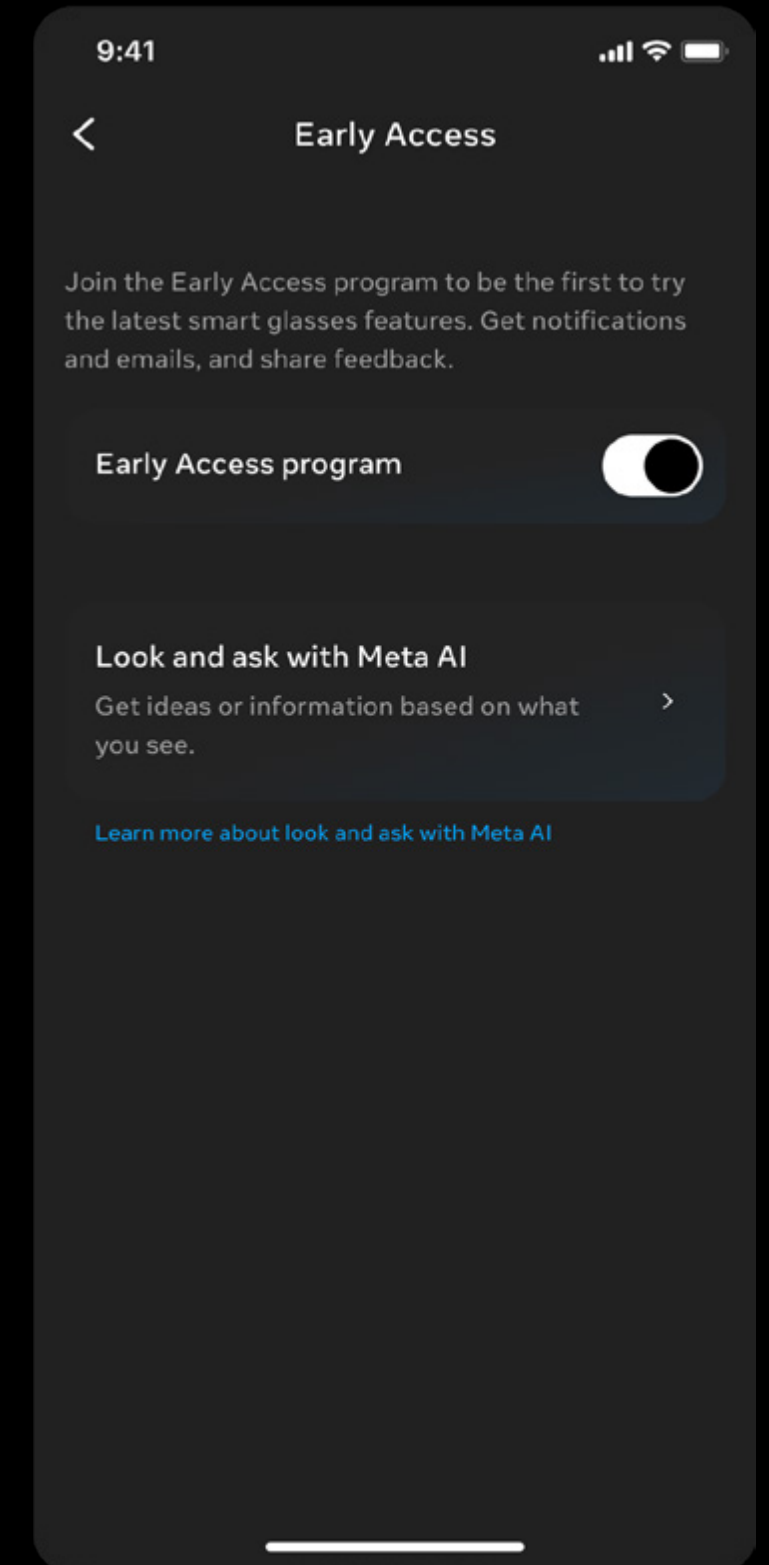 9:41
Early Access
Join the Early Access program to be the first to try
the latest smart glasses features. Get notifications
and emails, and share feedback.
Early Access program
Look and ask with Meta AI
Get ideas or information based on what
you see.
Learn more about look and ask with Meta AI